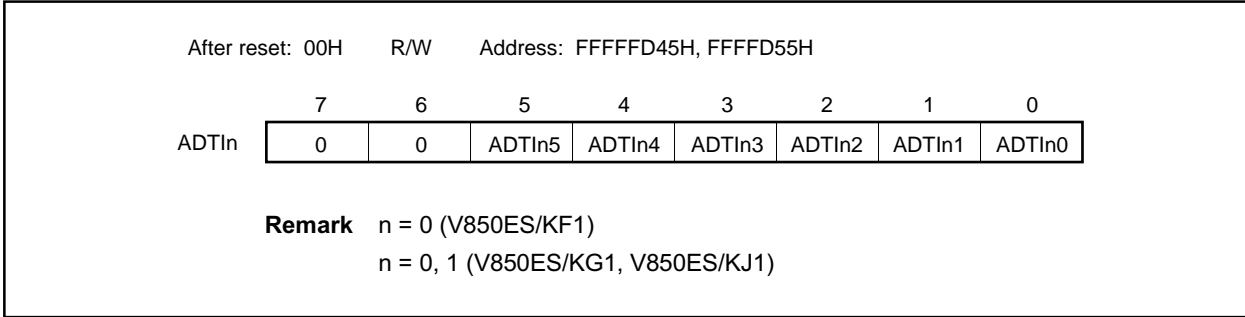 After reset: 00H R/W Address: FFFFFD45H, FFFFD55H
7 6 5 4 3 2 1 0
ADTIn 0 0 ADTIn5 ADTIn4 ADTIn3 ADTIn2 ADTIn1 ADTIn0
Remark n = 0 (V850ES/KF1)
n = 0, 1 (V850ES/KG1, V850ES/KJ1)